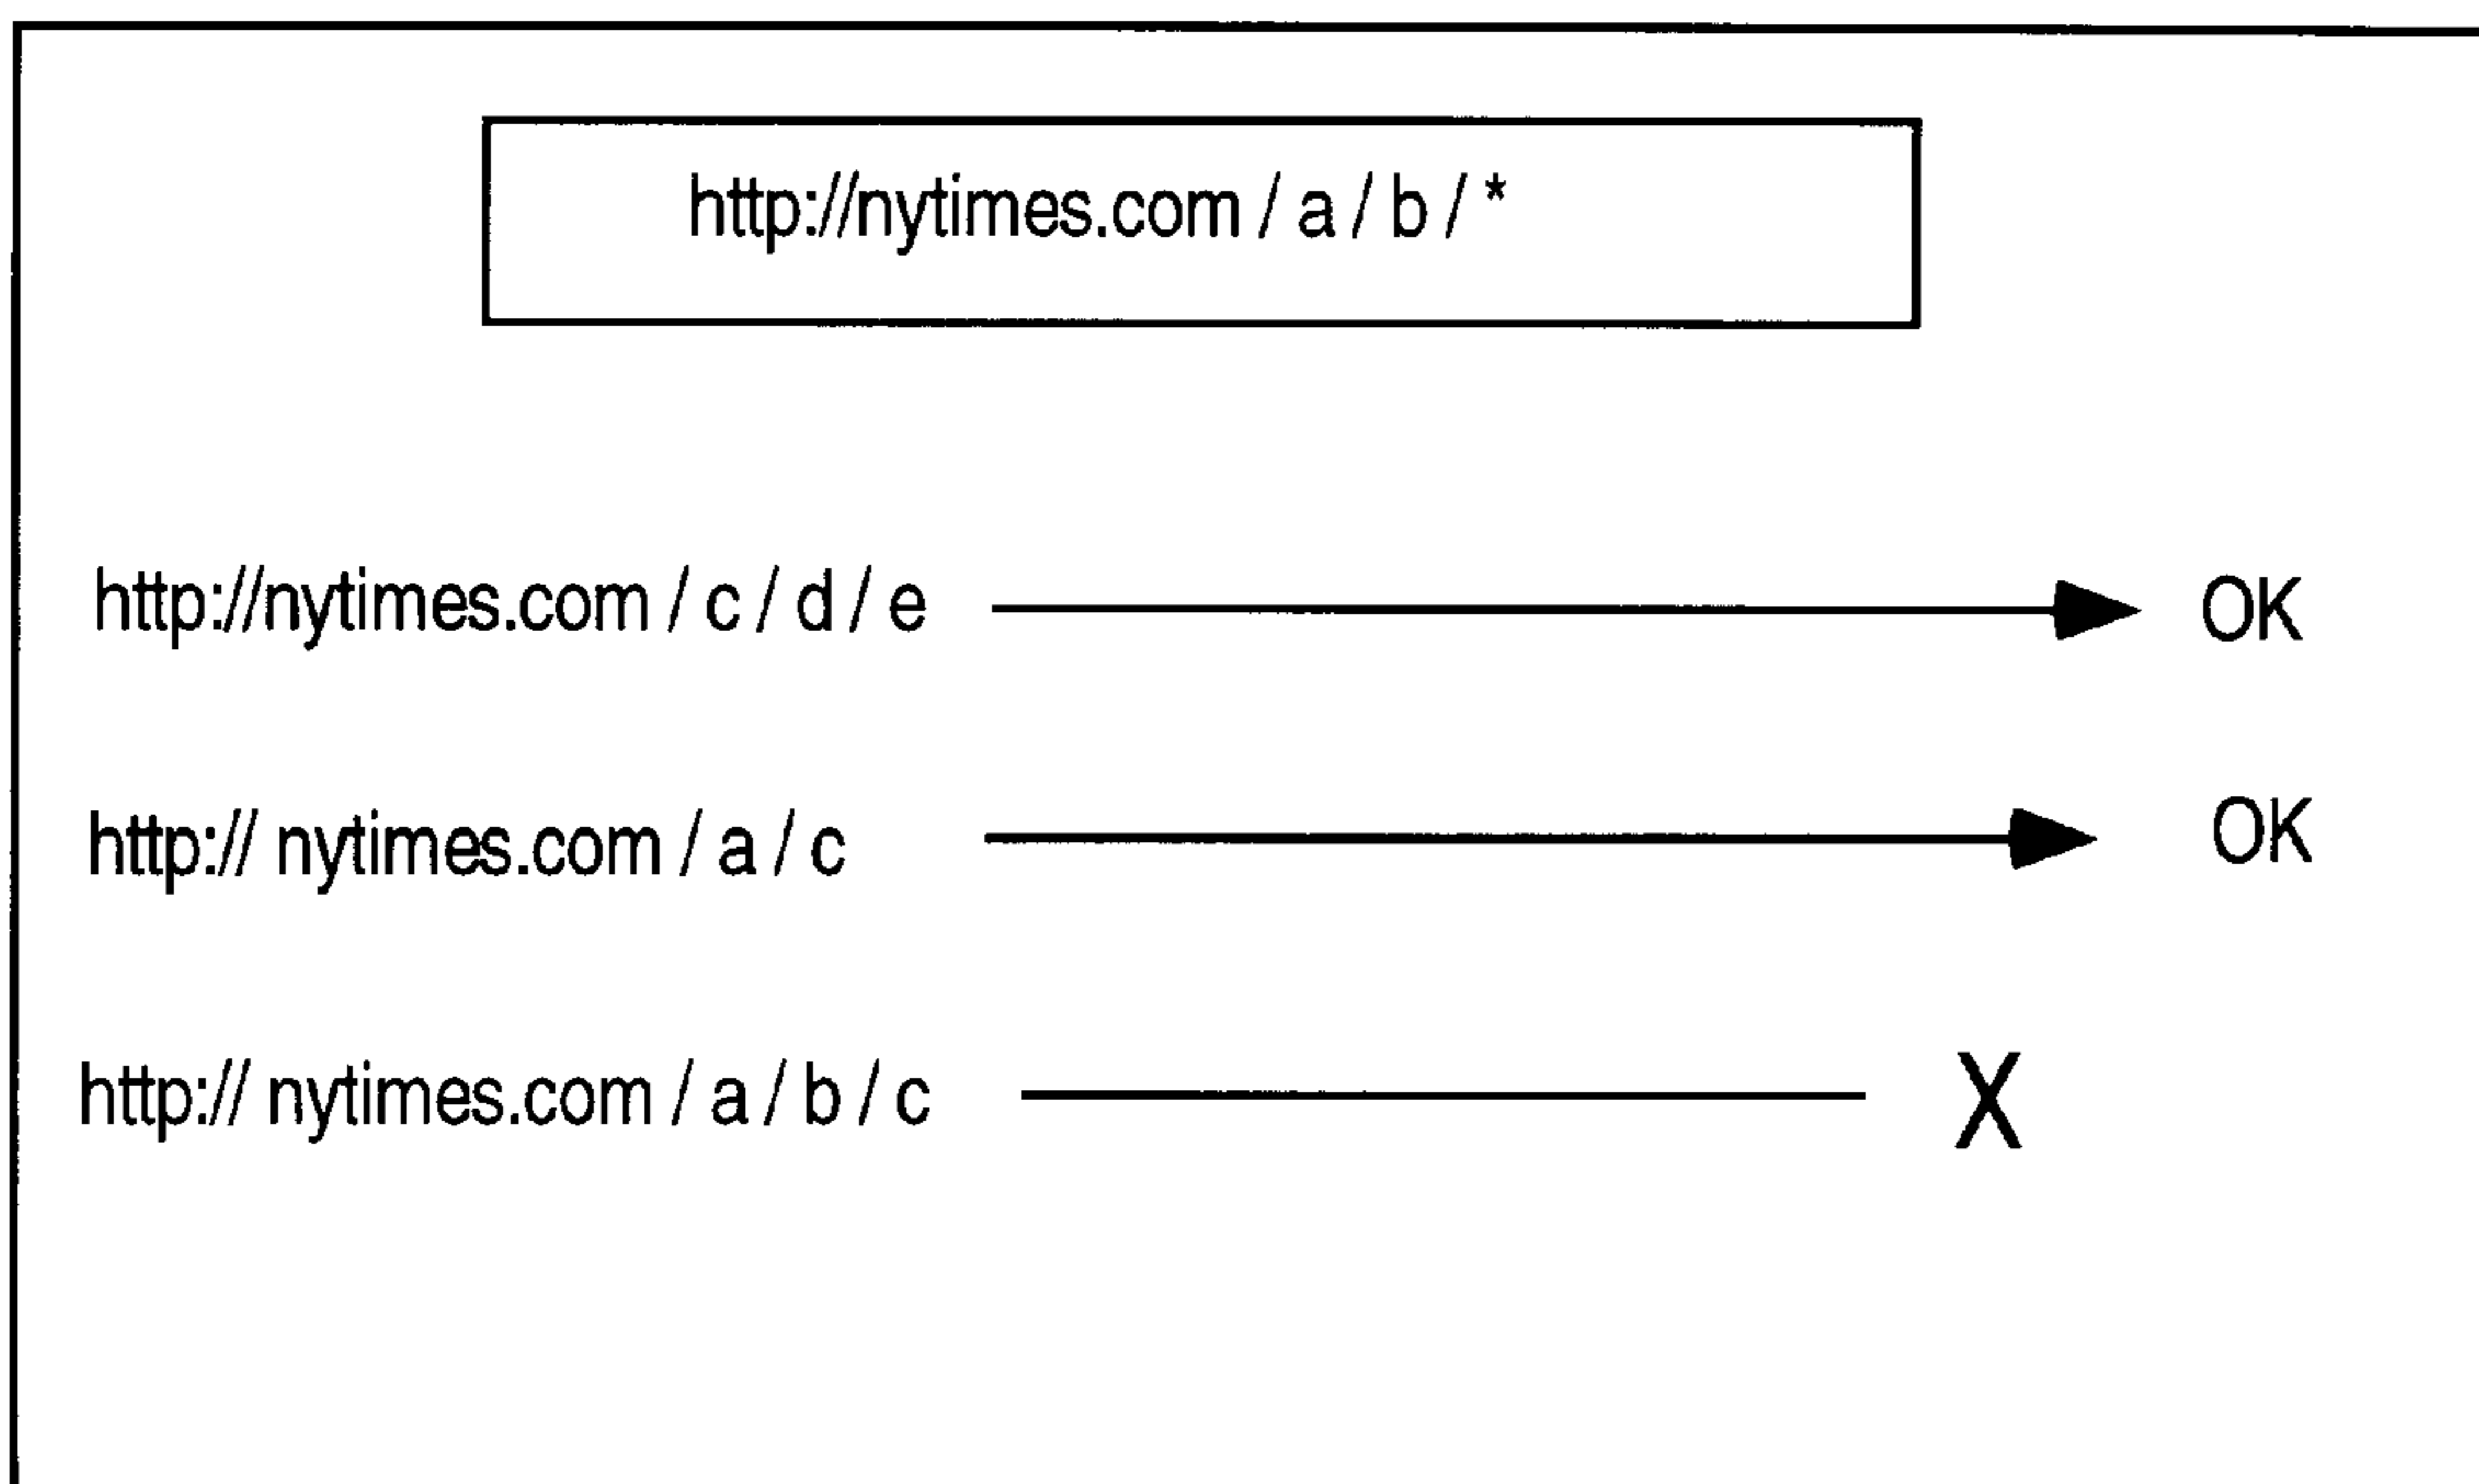 http://nytimes.com / a / b / *
http://nytimes.com / c / d / e OK
http:// nytimes.com / a / c OK
http:// nytimes.com / a / b / c X